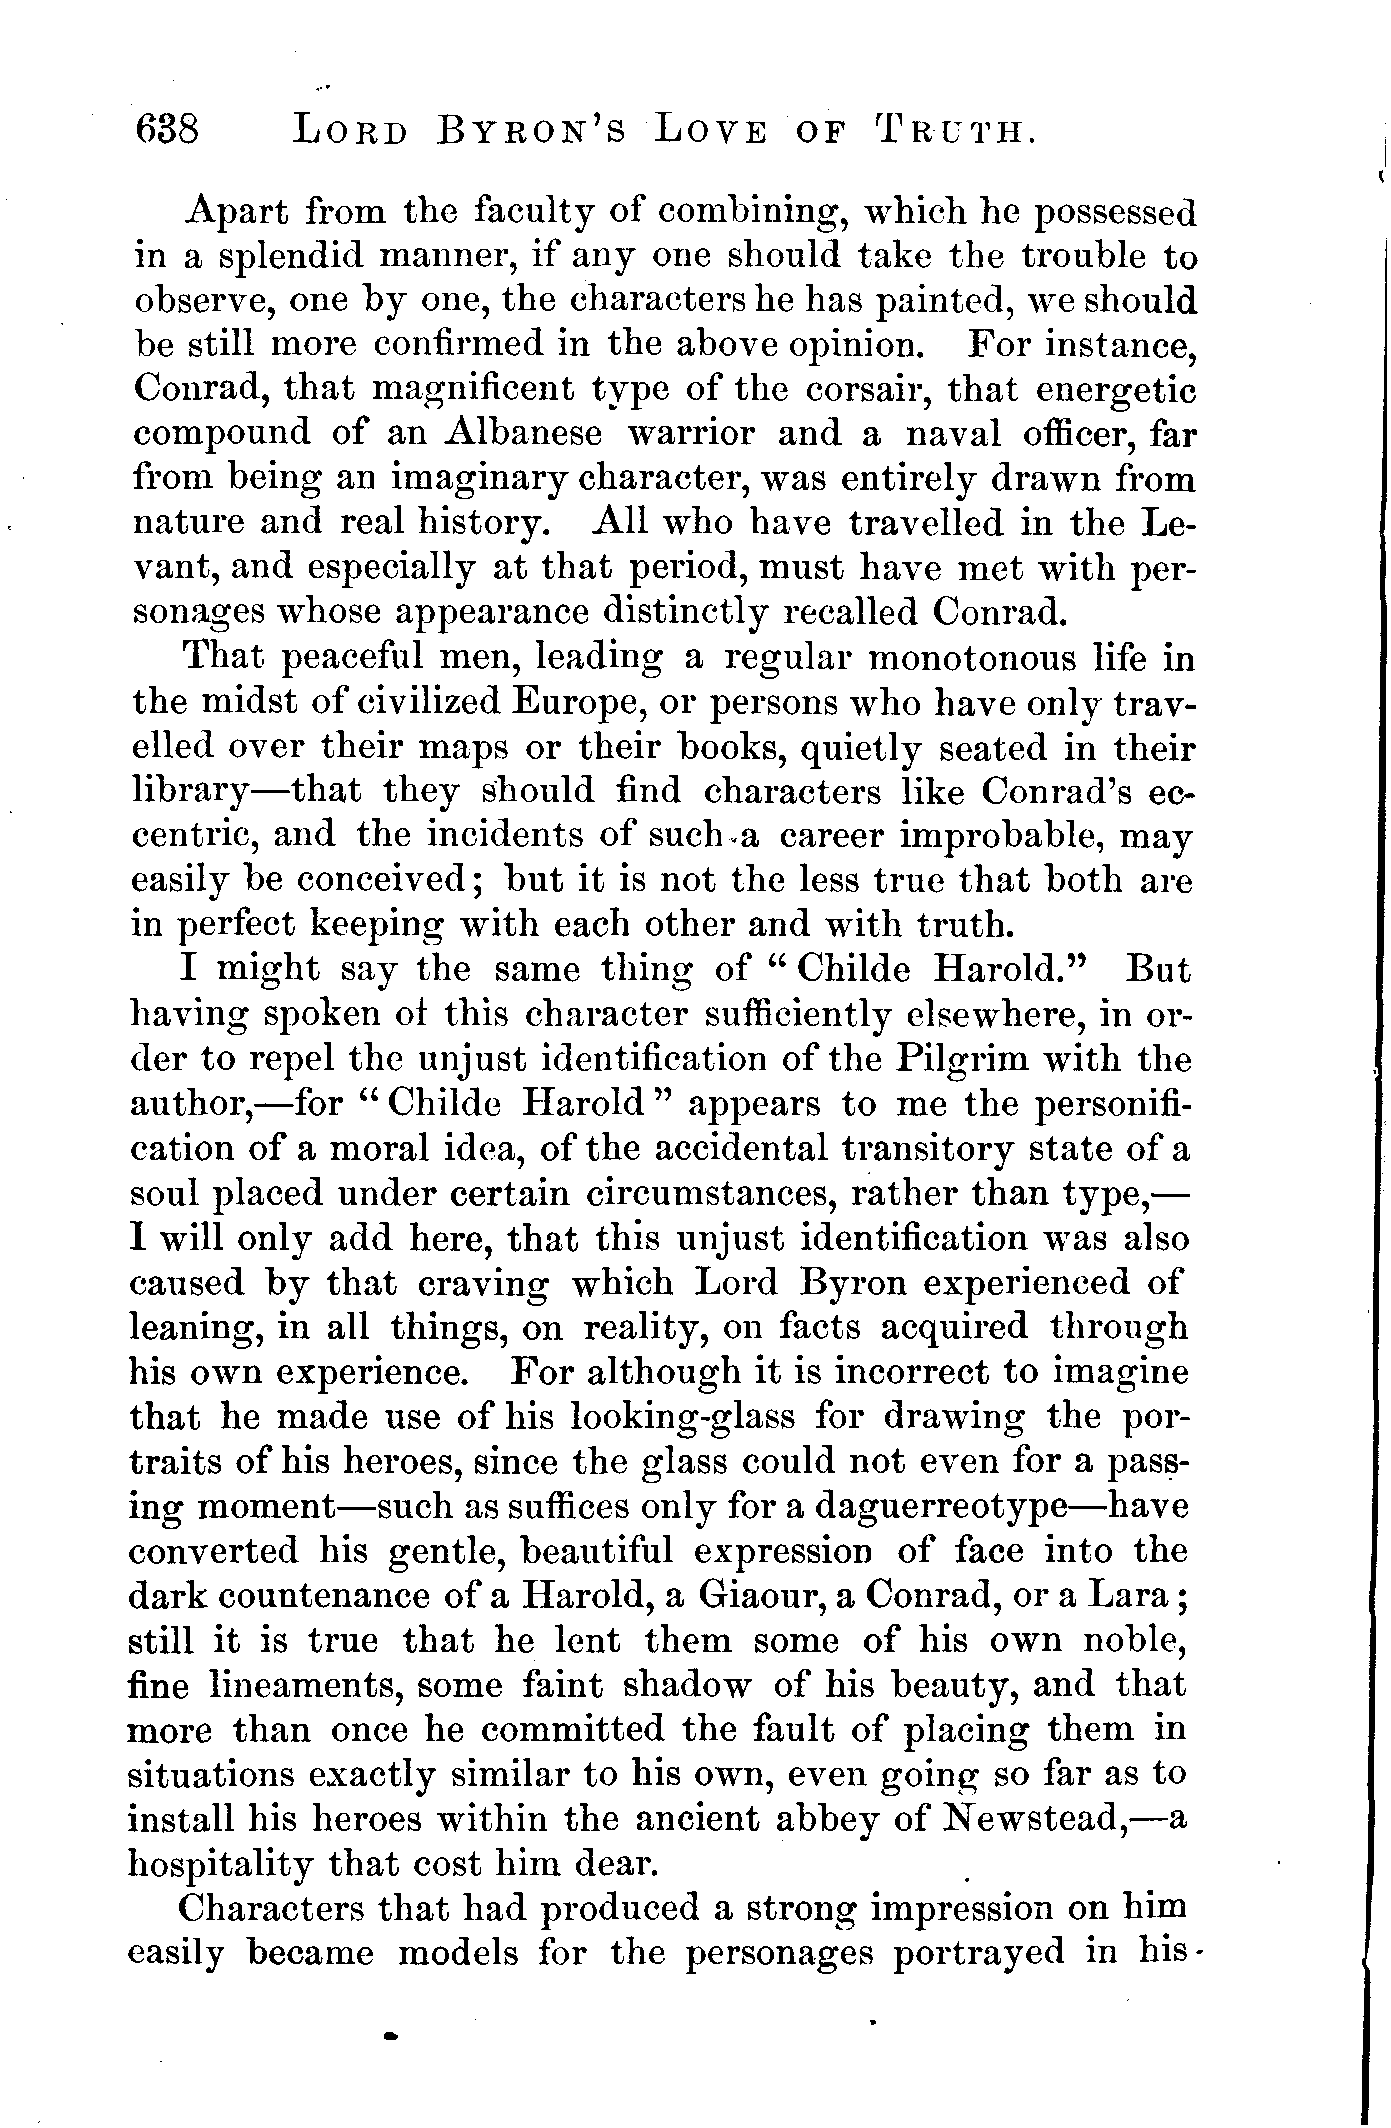 638 LORD BYRON'S LOVE OF TRUTH.
Apart from the faculty of combining, which he possessed
in a splendid manner, if any one should take the trouble to
observe, one by one, the characters he has painted, we should
be still more confirmed in the above opinion. For instance,
Conrad, that magnificent type of the corsair, that energetic
compound of an Albanese warrior and a naval officer, far
from being an imaginary character, was entirely drawn from
nature and real history. All who have travelled in the Le-
vant, and especially at that period, must have met with per-
sonages whose appearance distinctly recalled Conrad.
That peaceful men, leading a regular monotonous life in
the midst of civilized Europe, or persons who have only trav-
elled over their maps or their books, quietly seated in their
library—that they should find characters like Conrad's ec-
centric, and the incidents of such a career improbable, may
easily be conceived; but it is not the less true that both are
in perfect keeping with each other and with truth.
I might say the same thing of "Childe Harold." But
having spoken of this character sufficiently elsewhere, in or-
der to repel the unjust identification of the Pilgrim with the
author,—for "Childe Harold" appears to me the personifi-
cation of a moral idea, of the accidental transitory state of a
soul placed under certain circumstances, rather than type,—
I will only add here, that this unjust identification was also
caused by that craving which Lord Byron experienced of
leaning, in all things, on reality, on facts acquired through
his own experience. For although it is incorrect to imagine
that he made use of his looking-glass for drawing the por-
traits of his heroes, since the glass could not even for a pass-
ing moment—such as suffices only for a daguerreotype—have
converted his gentle, beautiful expression of face into the
dark countenance of a Harold, a Giaour, a Conrad, or a Lara;
still it is true that he lent them some of his own noble,
fine lineaments, some faint shadow of his beauty, and that
more than once he committed the fault of placing them in
situations exactly similar to his own, even going so far as to
install his heroes within the ancient abbey of Newstead,—a
hospitality that cost him dear.
Characters that had produced a strong impression on him
easily became models for the personages portrayed in his